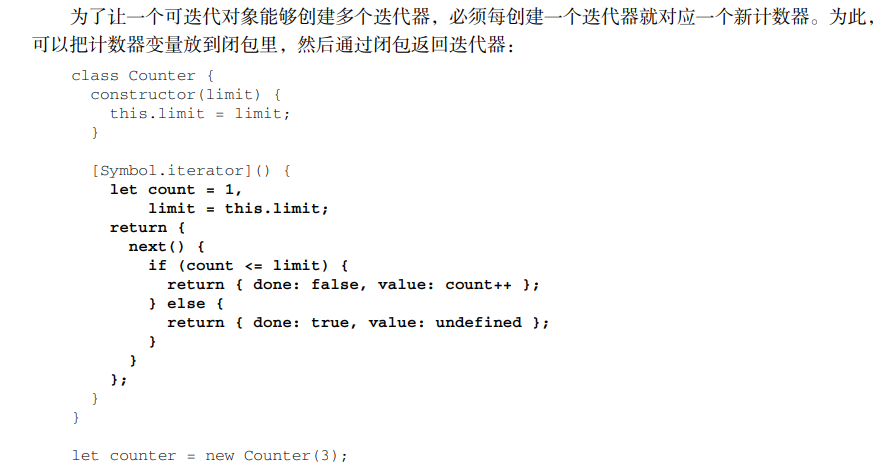 为了让一个可迭代对象能够创建多个迭代器，必须每创建一个迭代器就对应一个新计数器。为此，
可以把计数器变量放到闭包里，然后通过闭包返回迭代器：
class Counter {
  constructor(limit) {
    this.limit = limit;
  }

  [Symbol.iterator]() {
    let count = 1,
        limit = this.limit;
    return {
      next() {
        if (count <= limit) {
          return { done: false, value: count++ };
        } else {
          return { done: true, value: undefined };
        }
      }
    };
  }
}

let counter = new Counter(3);